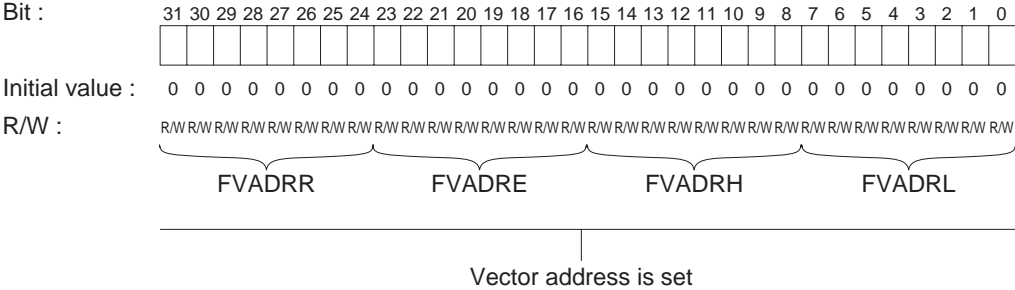 Bit : 31 30 29 28 27 26 25 24 23 22 21 20 19 18 17 16 15 14 13 12 11 10 9 8 7 6 5 4 3 2 1 0
Initial value : 0 0 0 0 0 0 0 0 0 0 0 0 0 0 0 0 0 0 0 0 0 0 0 0 0 0 0 0 0 0 0 0
R/W : R/W R/W R/W R/W R/W R/W R/W R/W R/W R/W R/W R/W R/W R/W R/W R/W R/W R/W R/W R/W R/W R/W R/W R/W R/W R/W R/W R/W R/W R/W R/W R/W
FVADRR FVADRE FVADRH FVADRL
Vector address is set